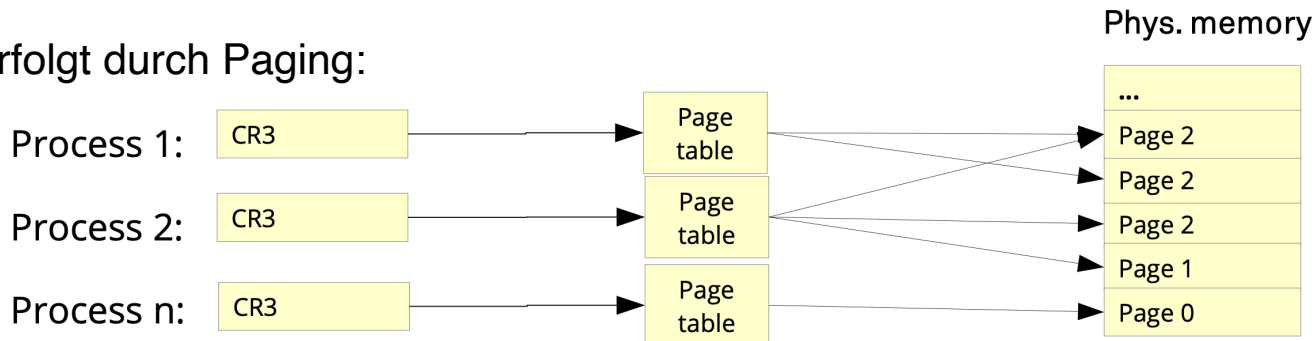 Phys. memory
rfolgt durch Paging:
...
Process 1:
CR3
Page
table
Page 2
Page 2
Process 2:
CR3
Page
table
Page 2
Page 1
Process n:
CR3
Page
table
Page 0